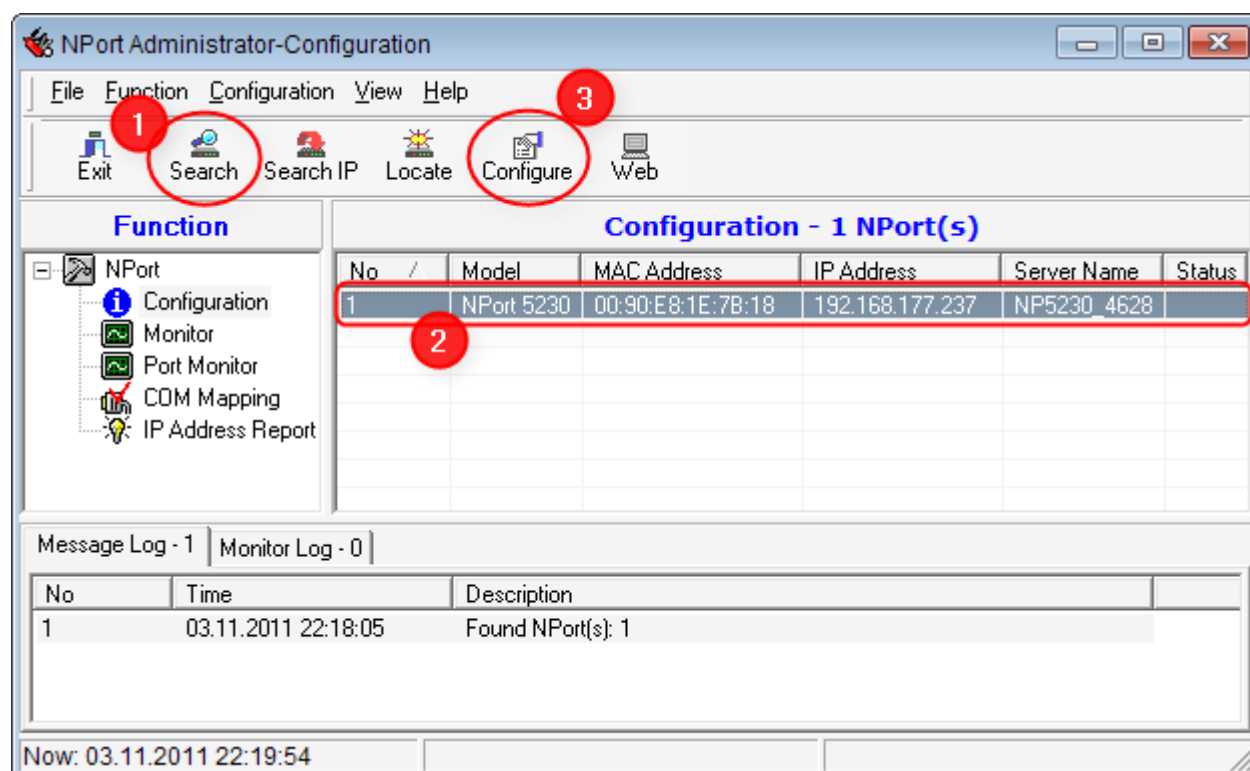 NPort Administrator-Configuration
File Function Configuration View Help
1 3
Exit Search Search IP Locate Configure Web
Function
Configuration - 1 NPort(s)
NPort
Configuration
Monitor
Port Monitor
COM Mapping
IP Address Report
No Model MAC Address IP Address Server Name Status
1 NPort 5230 00:90:E8:1E:7B:18 192.168.177.237 NP5230_4628
2
Message Log - 1 Monitor Log - 0
No Time Description
1 03.11.2011 22:18:05 Found NPort(s): 1
Now: 03.11.2011 22:19:54